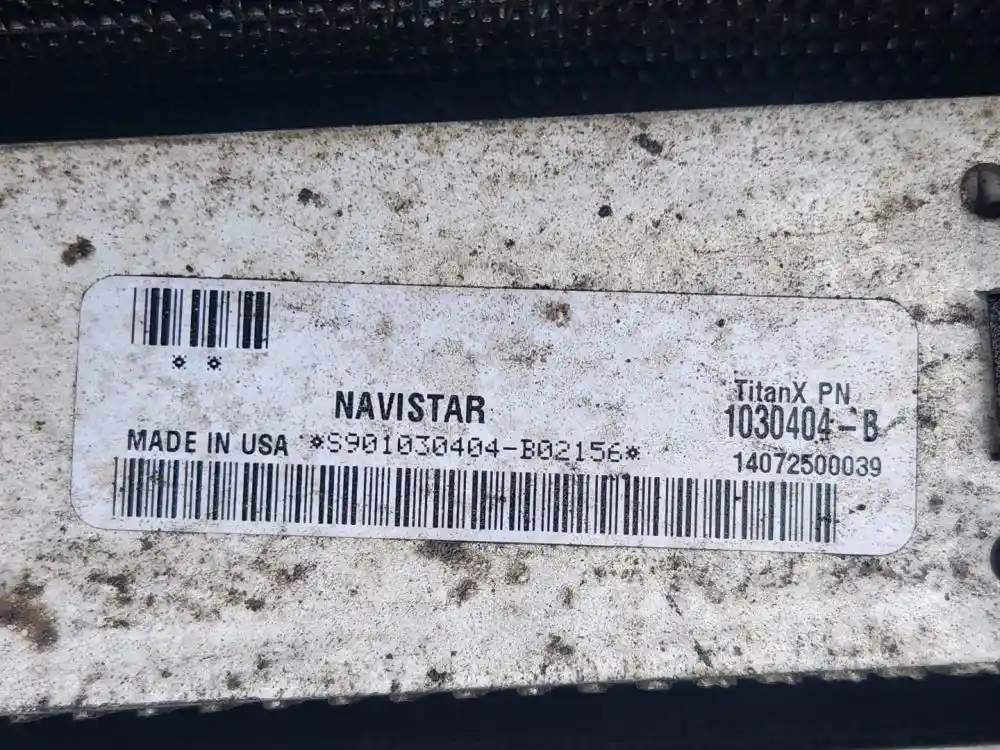 * *
NAVISTAR
TitanX PN
1030404-B
MADE IN USA *S901030404-B02156*
14072500039